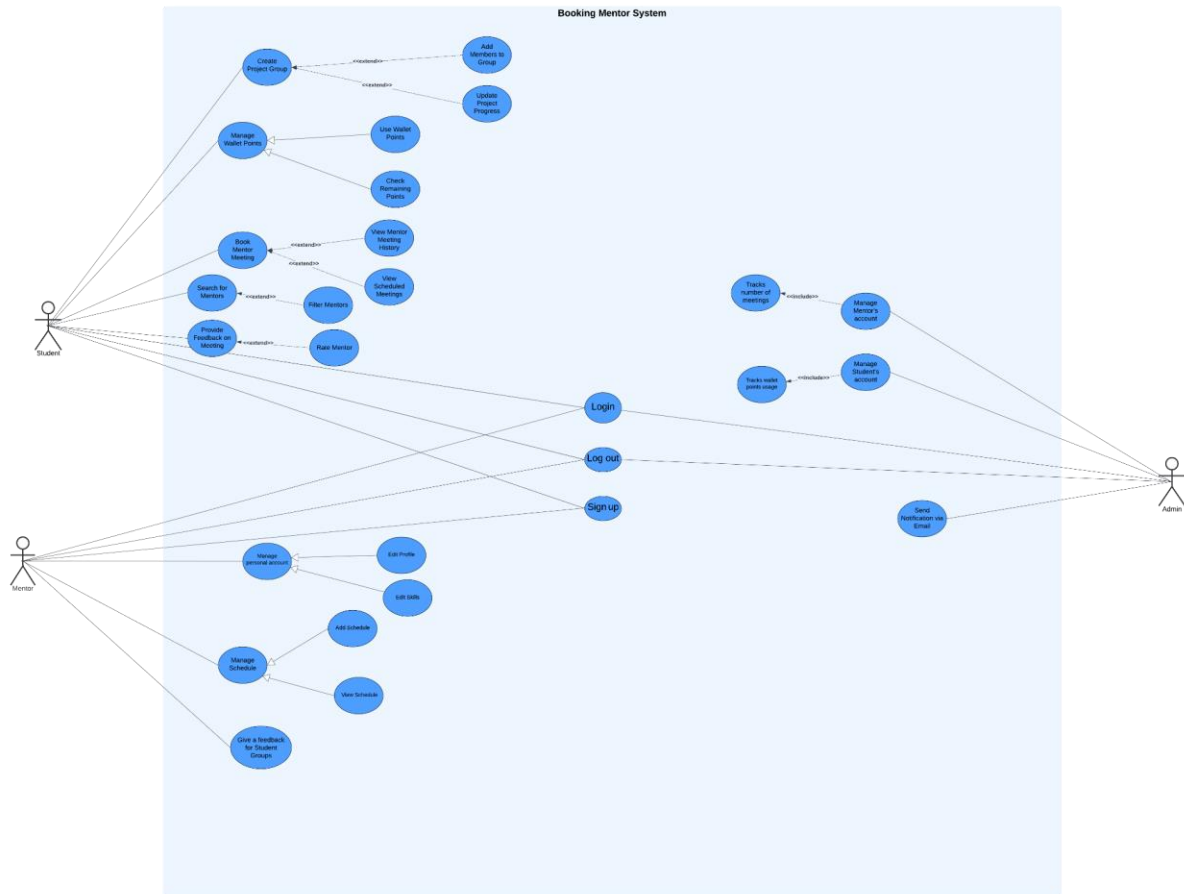 Booking Mentor System
Create
Project Group
<<extend>>
Add
Members to
Group
<<extend>>
Update
Project
Progress
Manage
Wallet Points
Use Wallet
Points
Check
Remaining
Points
Book
Mentor
Meeting
<<extend>>
View Mentor
Meeting
History
<<extend>>
View
Scheduled
Meetings
Search for
Mentors
<<extend>>
Filter Mentors
Provide
Feedback on
Meeting
<<extend>>
Rate Mentor
Student
Tracks
number of
meetings
<<include>>
Manage
Mentor's
account
Tracks wallet
points usage
<<include>>
Manage
Student's
account
Login
Log out
Sign up
Send
Notification via
Email
Admin
Mentor
Manage
personal account
Edit Profile
Edit Skills
Add Schedule
Manage
Schedule
View Schedule
Give a feedback
for Student
Groups